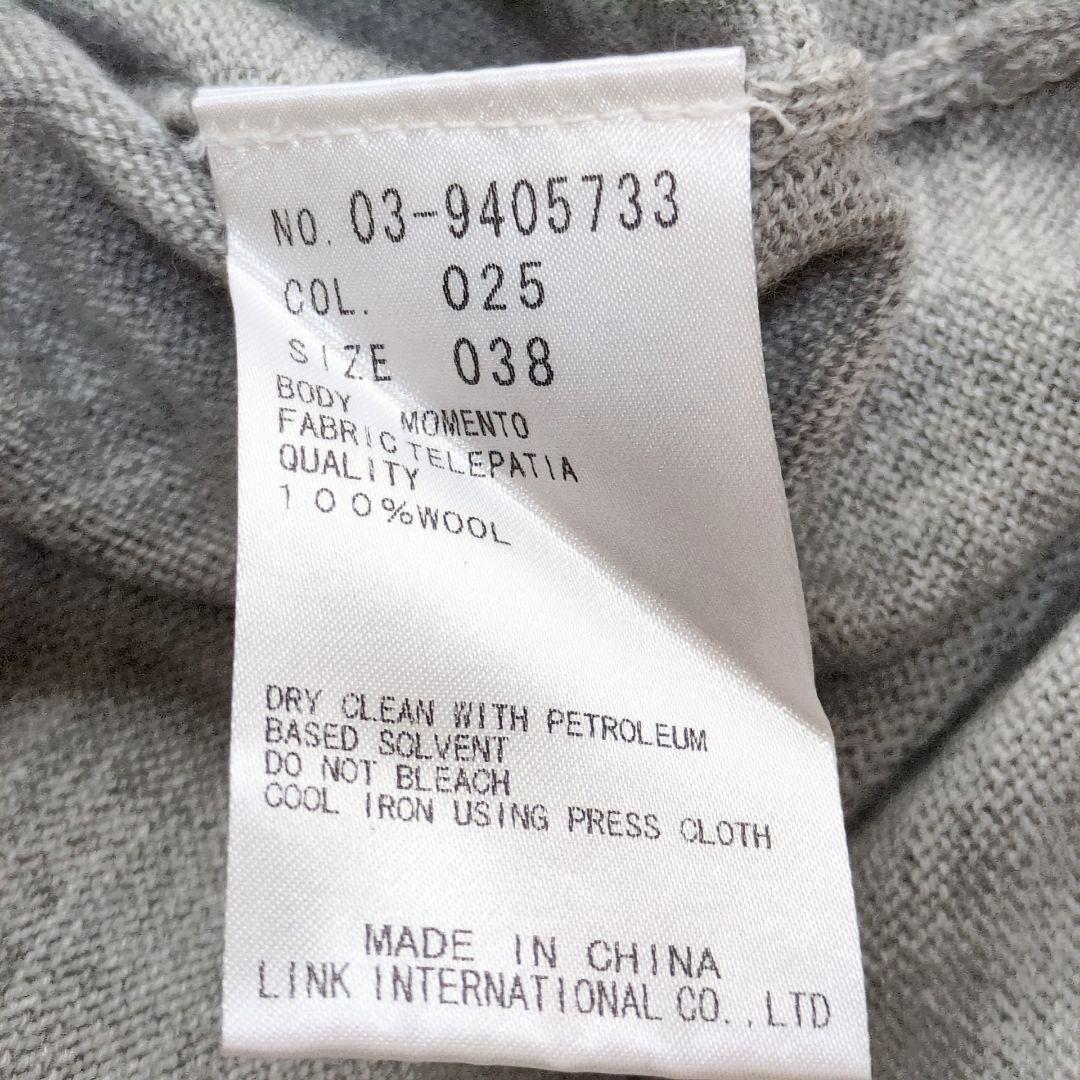 NO. 03-9405733
COL. 025
SIZE 038
BODY MOMENTO
FABRIC TELEPATIA
QUALITY
100%WOOL
DRY CLEAN WITH PETROLEUM
BASED SOLVENT
DO NOT BLEACH
COOL IRON USING PRESS CLOTH
MADE IN CHINA
LINK INTERNATIONAL CO., LTD